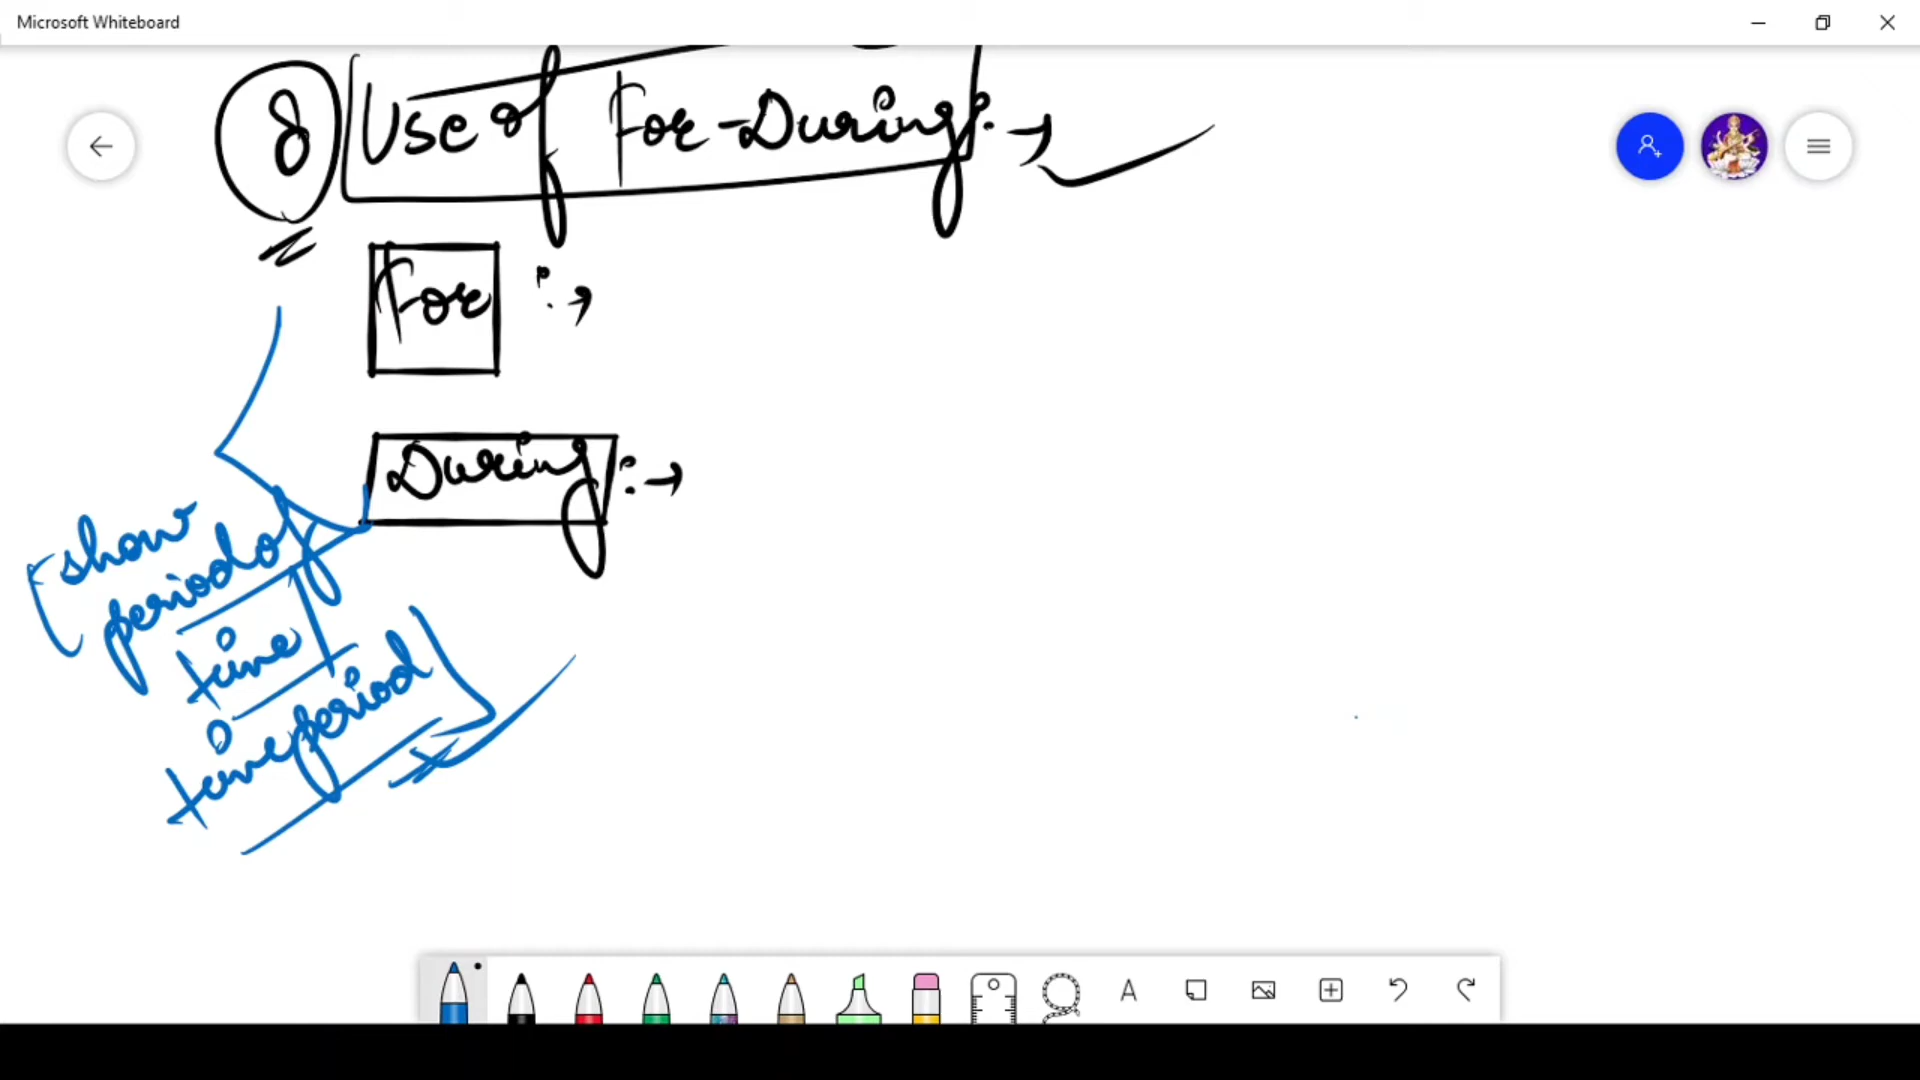 Microsoft Whiteboard
8 Use of For-During :→
For :→
During :→
(show
period of
time
time period)
A